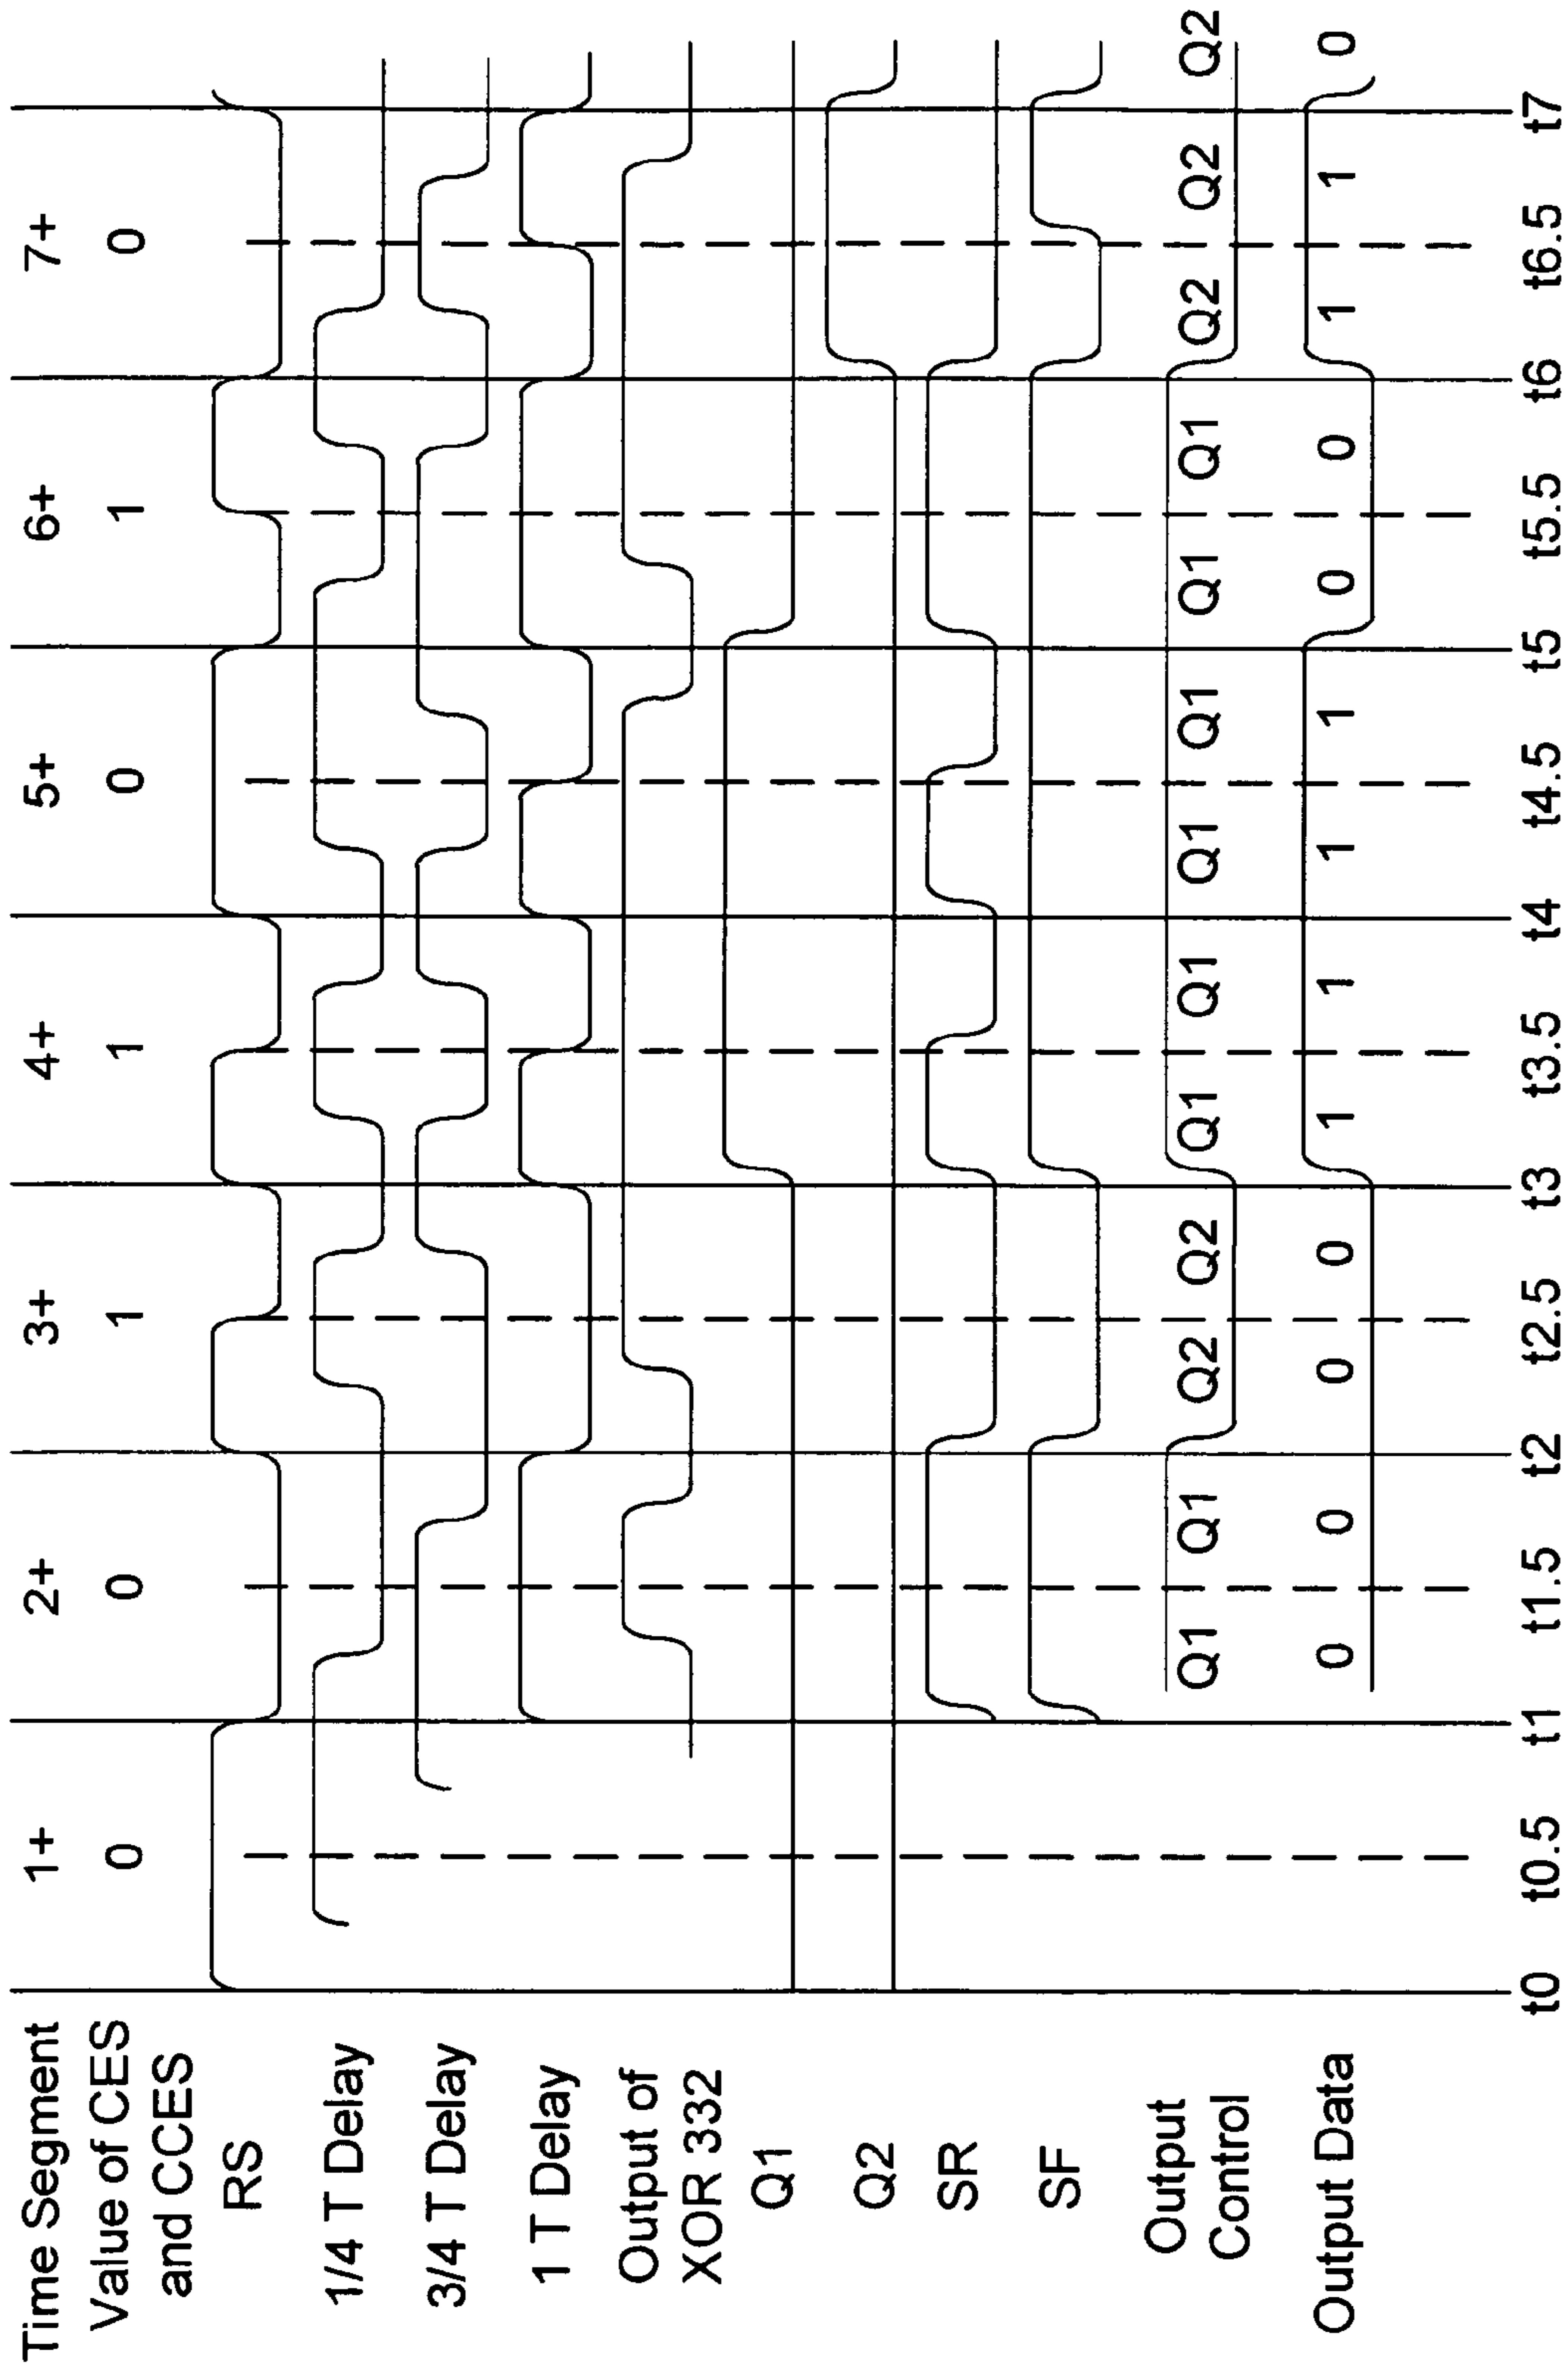 Time Segment 1+ 2+ 3+ 4+ 5+ 6+ 7+
Value of CES
and CCES 0 0 1 1 0 1 0
RS
1/4 T Delay
3/4 T Delay
1 T Delay
Output of
XOR 332
Q1
Q2
SR
SF
Output
Control Q1 Q1 Q2 Q2 Q1 Q1 Q1 Q1 Q1 Q1 Q2 Q2 Q2
Output Data 0 0 0 0 1 1 1 1 0 0 1 1 0
t0 t0.5 t1 t1.5 t2 t2.5 t3 t3.5 t4 t4.5 t5 t5.5 t6 t6.5 t7